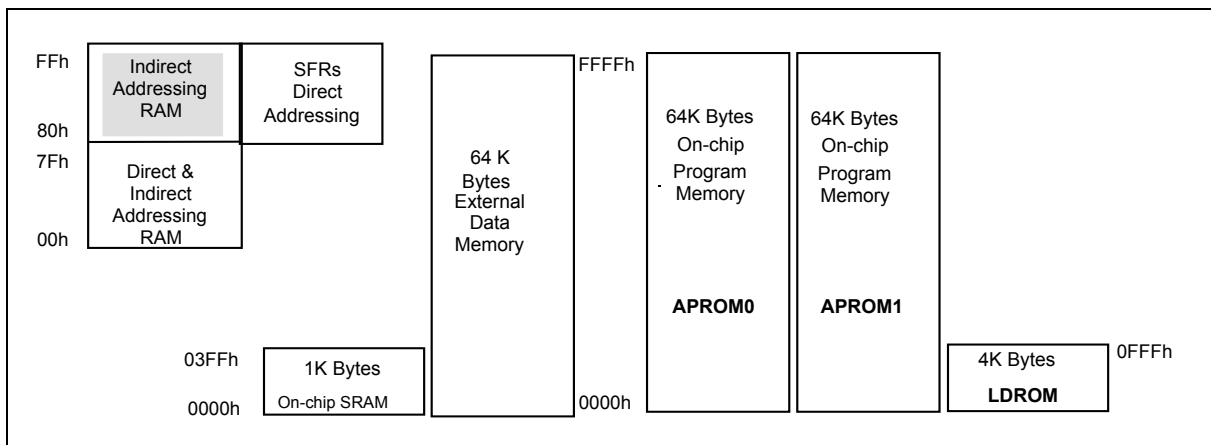 FFh
Indirect
Addressing
RAM
80h
SFRs
Direct
Addressing
7Fh
Direct &
Indirect
Addressing
RAM
00h
03FFh
0000h
1K Bytes
On-chip SRAM
64 K
Bytes
External
Data
Memory
FFFFh
0000h
64K Bytes
On-chip
Program
Memory
APROM0
64K Bytes
On-chip
Program
Memory
APROM1
4K Bytes
LDROM
0FFFh